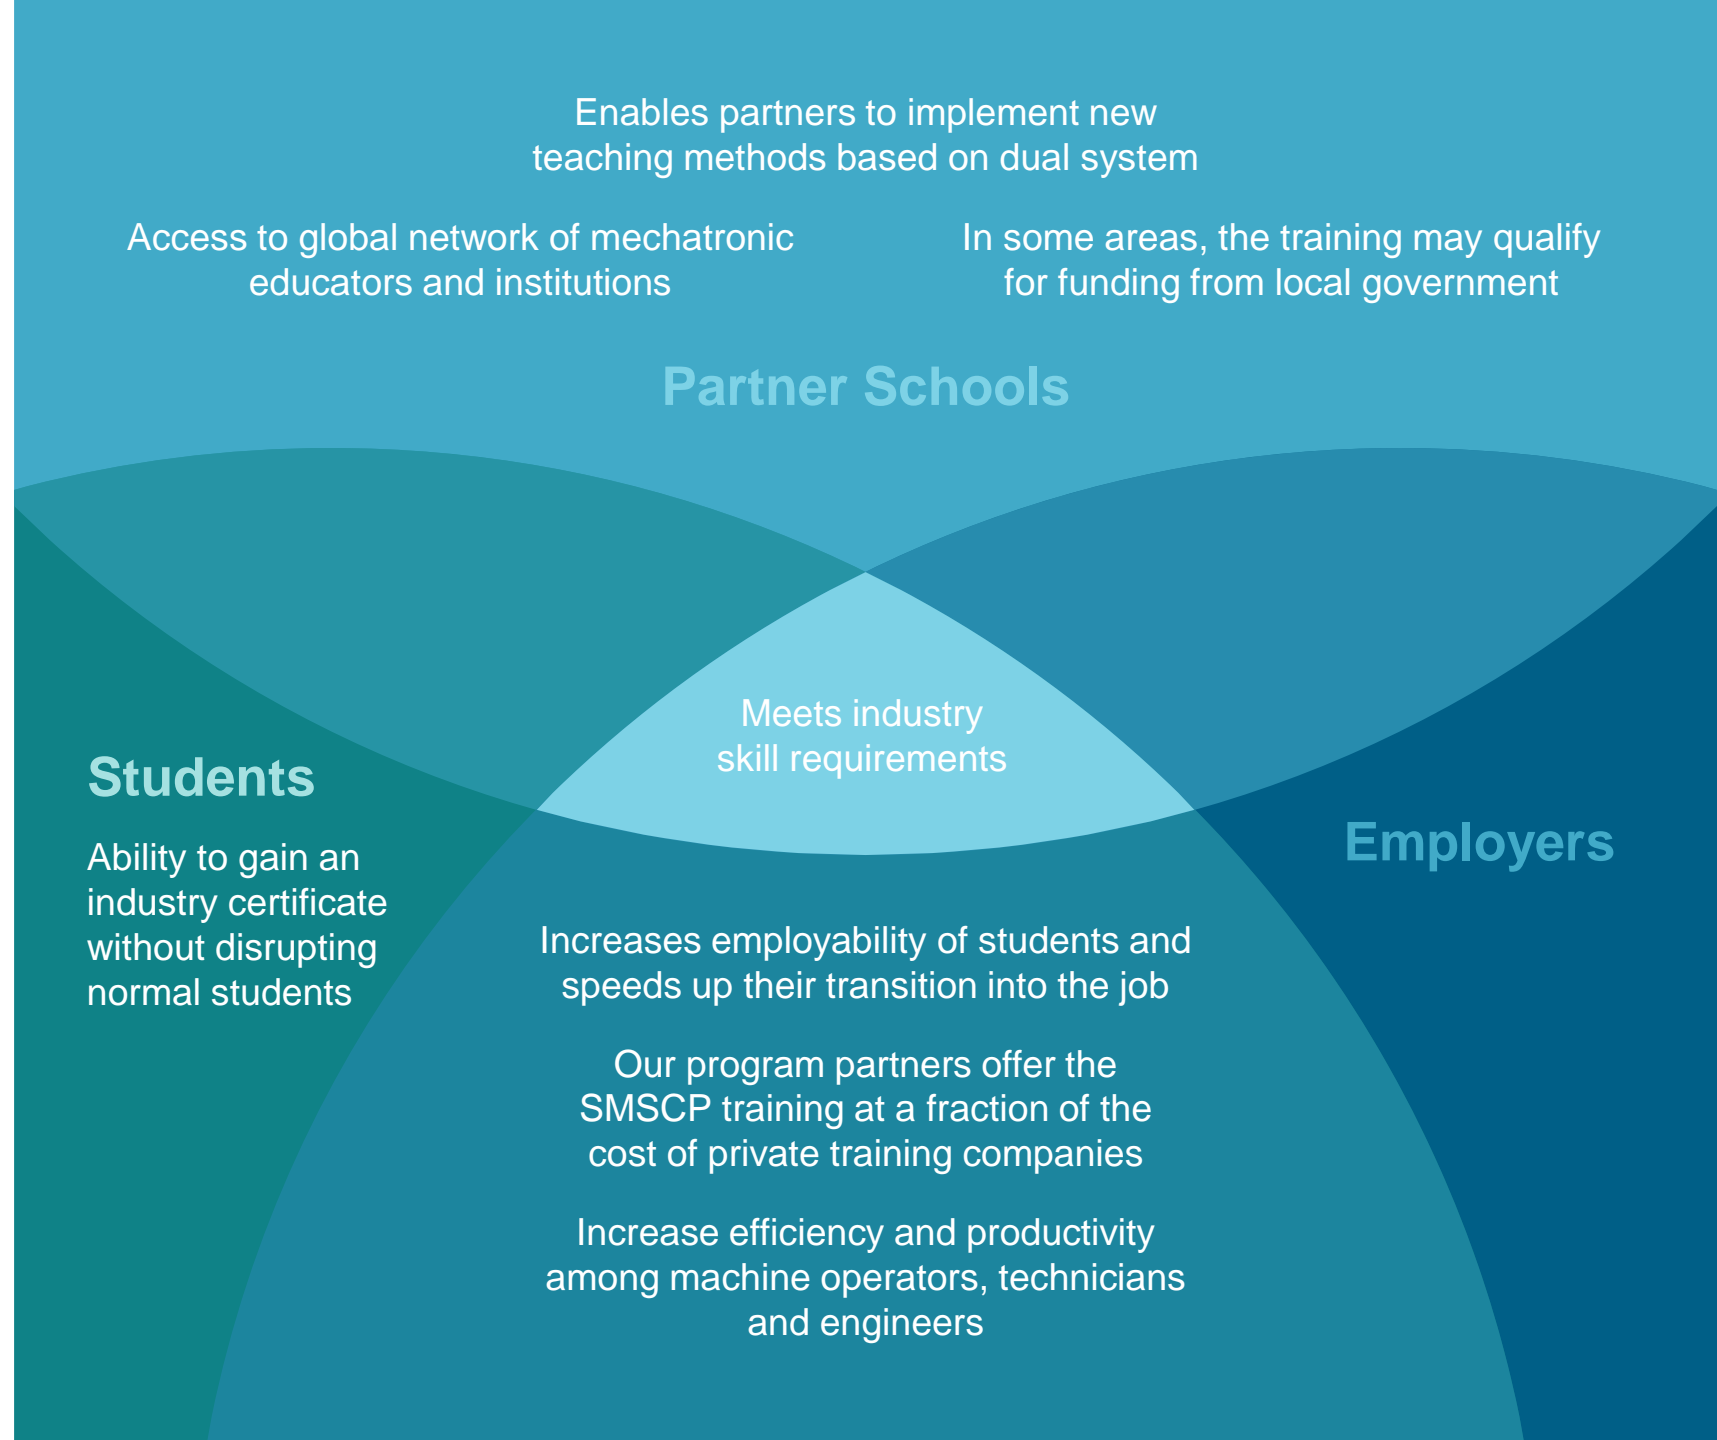 Enables partners to implement new
teaching methods based on dual system
Access to global network of mechatronic
educators and institutions
In some areas, the training may qualify
for funding from local government
Partner Schools
Meets industry
skill requirements
Students
Ability to gain an
industry certificate
without disrupting
normal students
Employers
Increases employability of students and
speeds up their transition into the job
Our program partners offer the
SMSCP training at a fraction of the
cost of private training companies
Increase efficiency and productivity
among machine operators, technicians
and engineers